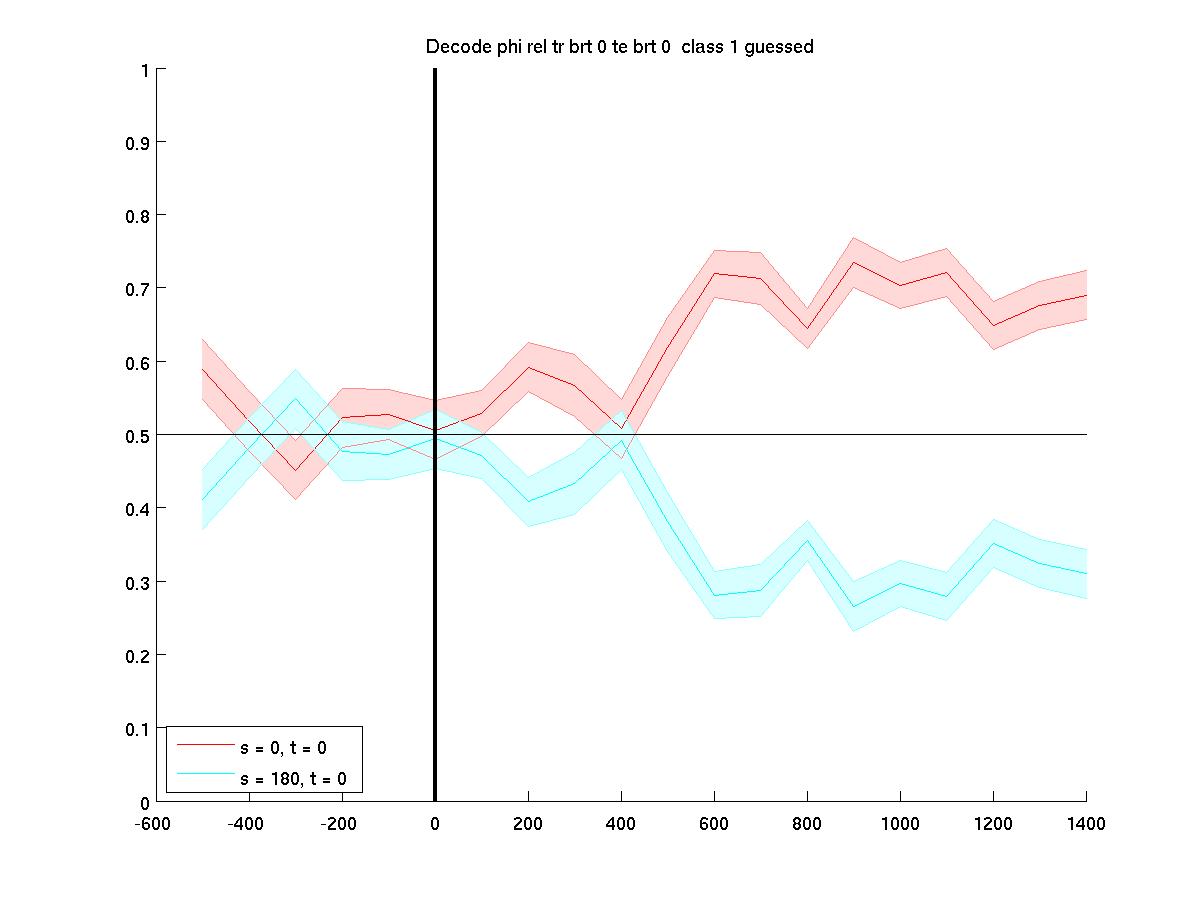 Decode phi rel tr brt 0 te brt 0  class 1 guessed
1
0.9
0.8
0.7
0.6
0.5
0.4
0.3
0.2
0.1
0
s = 0, t = 0
s = 180, t = 0
-600 -400 -200 0 200 400 600 800 1000 1200 1400